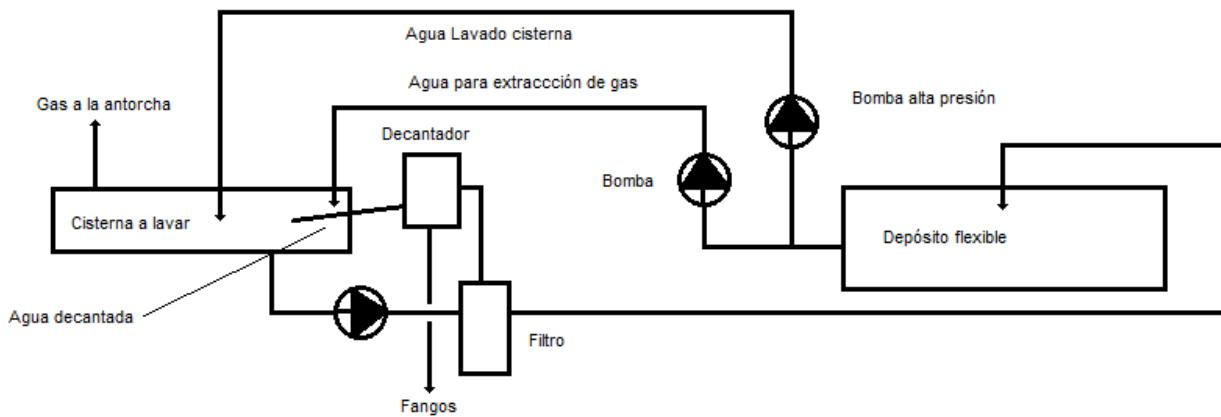 Agua Lavado cisterna
Agua para extraccción de gas
Gas a la antorcha
Bomba alta presión
Decantador
Bomba
Cisterna a lavar
Depósito flexible
Agua decantada
Filtro
Fangos